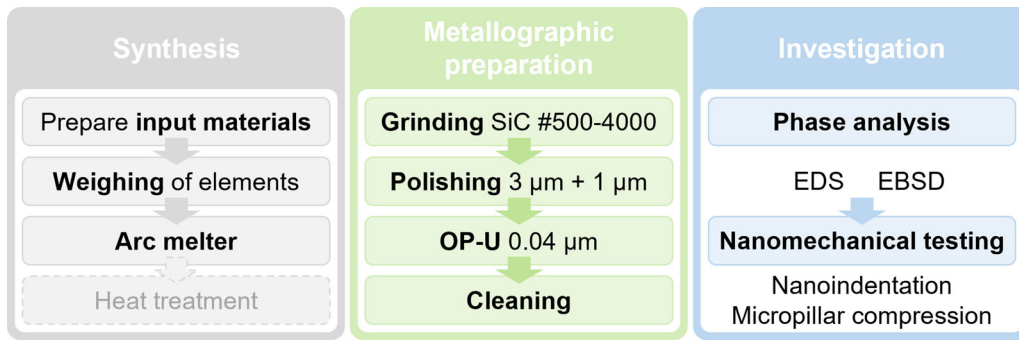 Synthesis
Prepare input materials
Weighing of elements
Arc melter
Heat treatment
Metallographic
preparation
Grinding SiC #500-4000
Polishing 3 µm + 1 µm
OP-U 0.04 µm
Cleaning
Investigation
Phase analysis
EDS EBSD
Nanomechanical testing
Nanoindentation
Micropillar compression